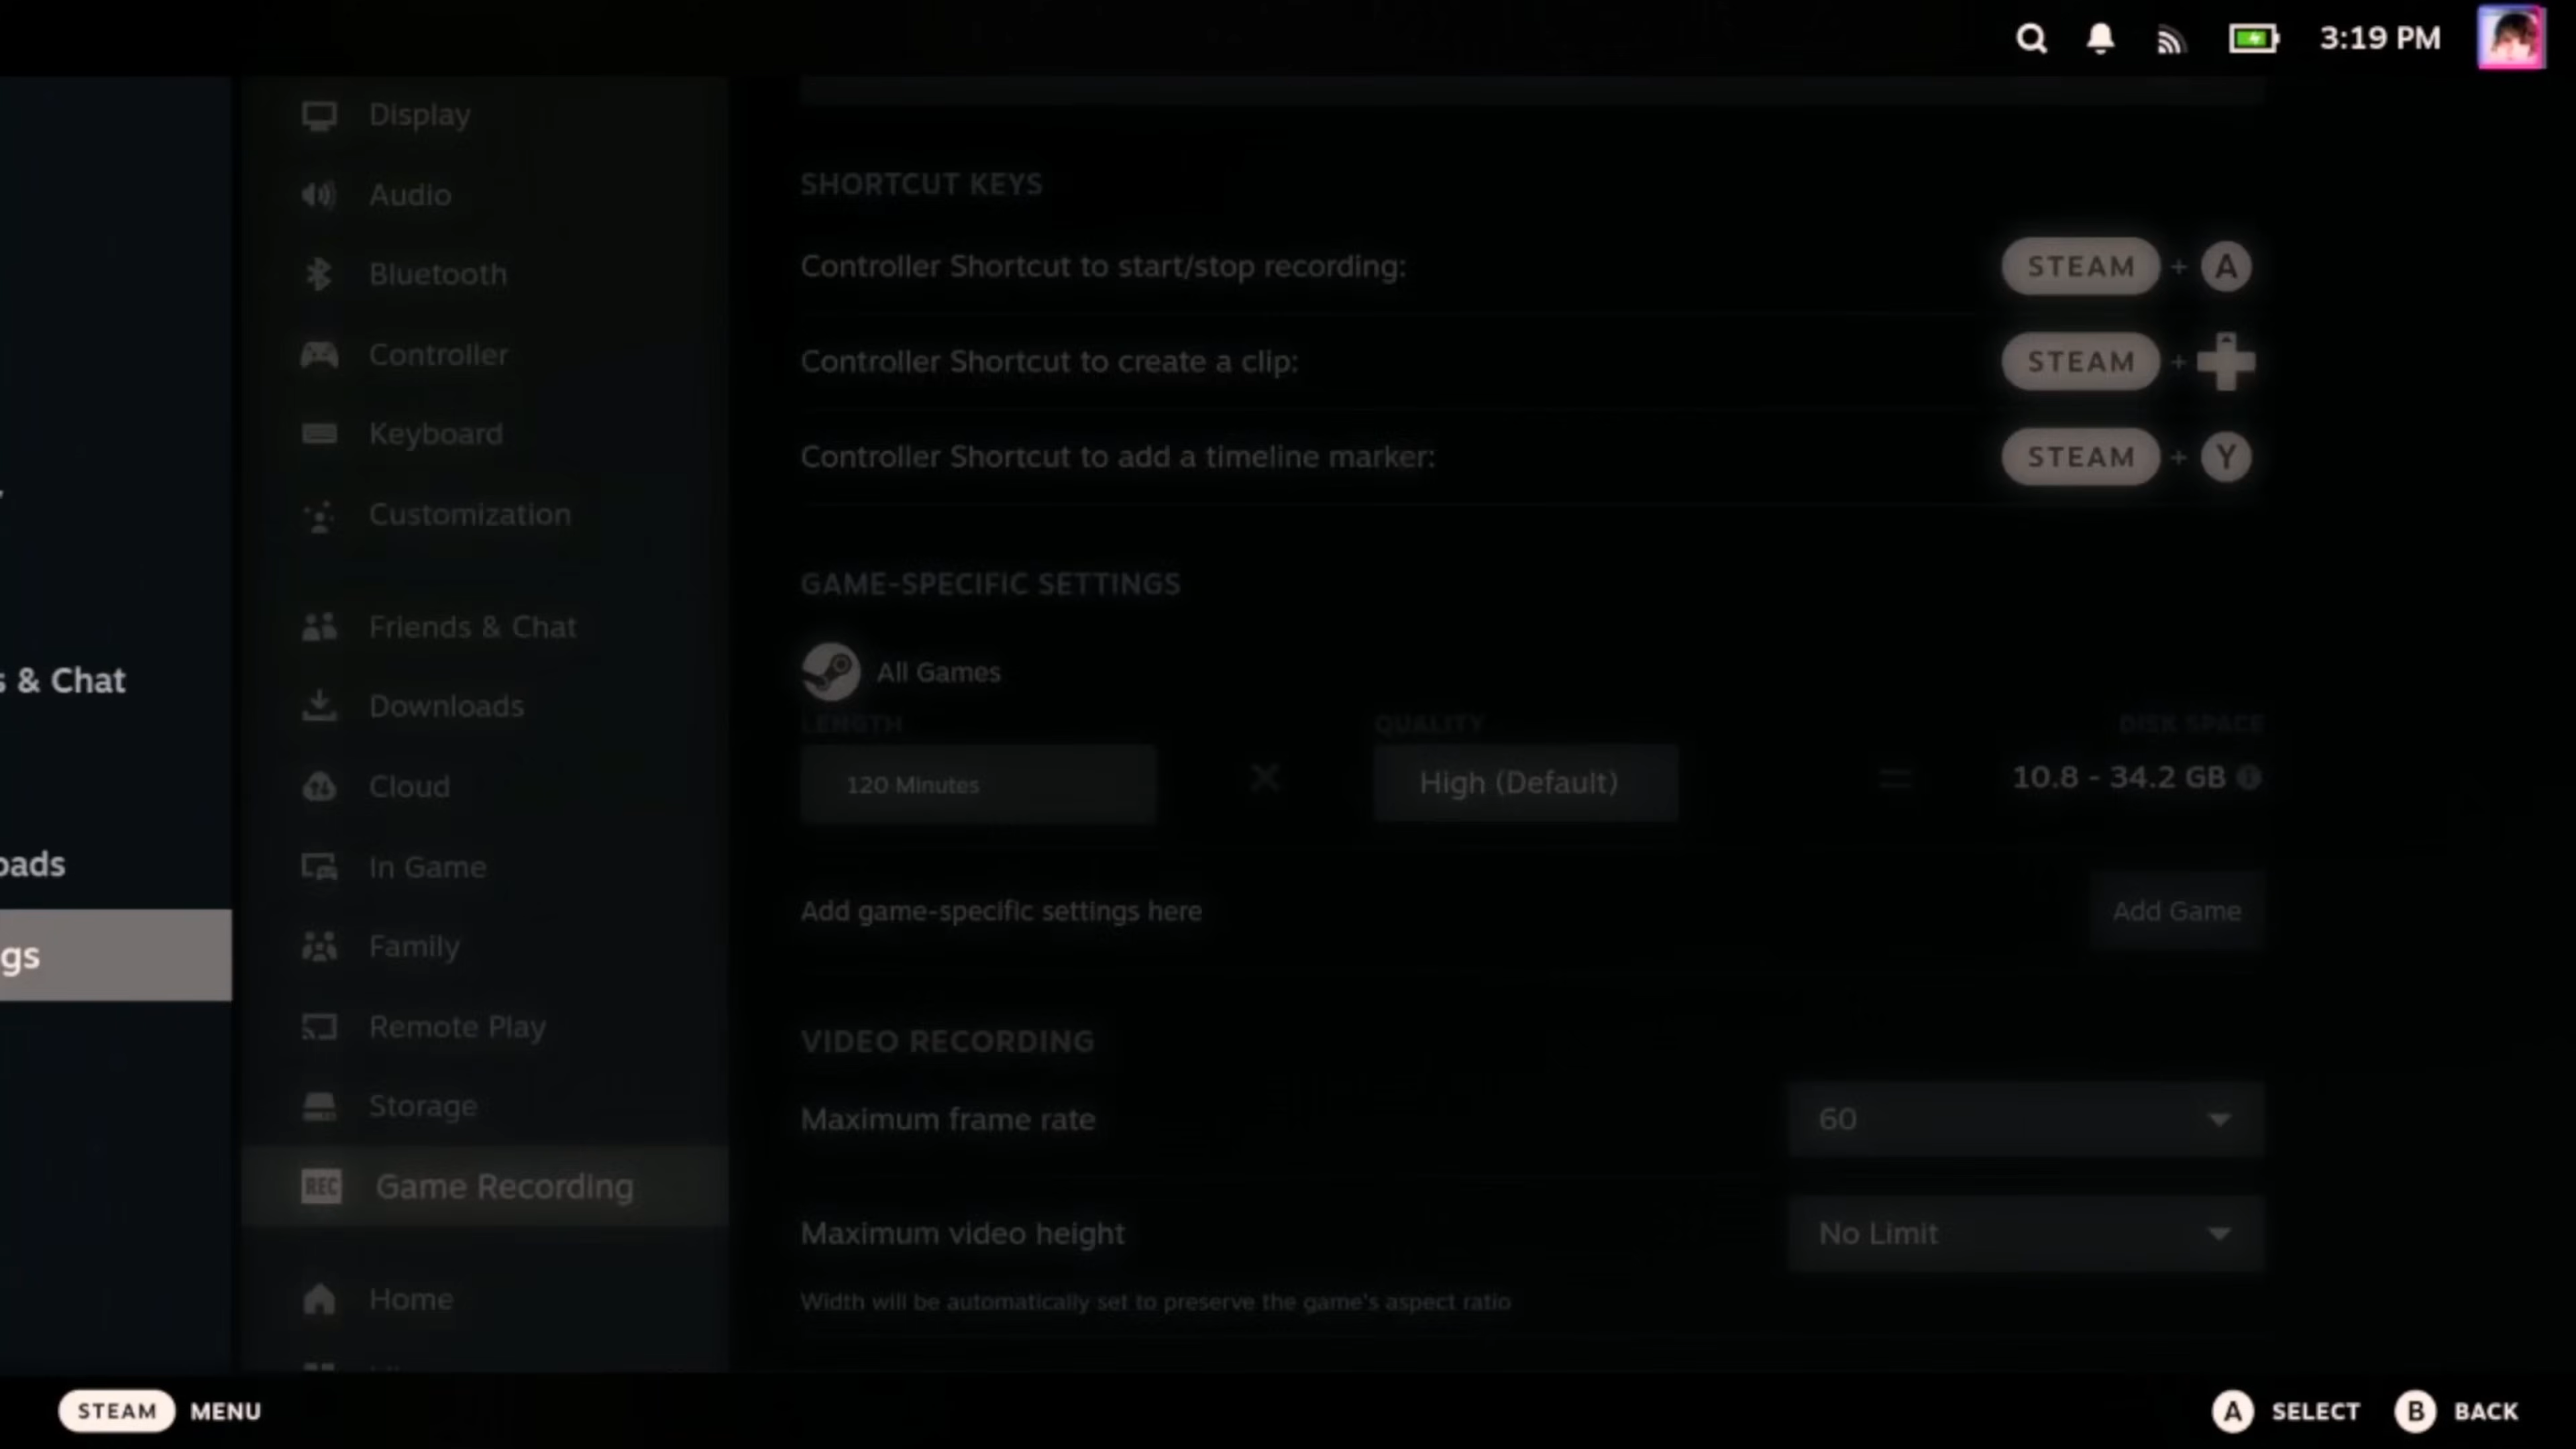 3:19 PM
s & Chat
oads
gs
Display
Audio
Bluetooth
Controller
Keyboard
Customization
Friends & Chat
Downloads
Cloud
In Game
Family
Remote Play
Storage
REC Game Recording
Home
SHORTCUT KEYS
Controller Shortcut to start/stop recording: STEAM + A
Controller Shortcut to create a clip: STEAM +
Controller Shortcut to add a timeline marker: STEAM + Y
GAME-SPECIFIC SETTINGS
All Games
LENGTH QUALITY DISK SPACE
120 Minutes × High (Default) = 10.8 - 34.2 GB
Add game-specific settings here Add Game
VIDEO RECORDING
Maximum frame rate 60
Maximum video height No Limit
Width will be automatically set to preserve the game's aspect ratio
STEAM MENU A SELECT B BACK